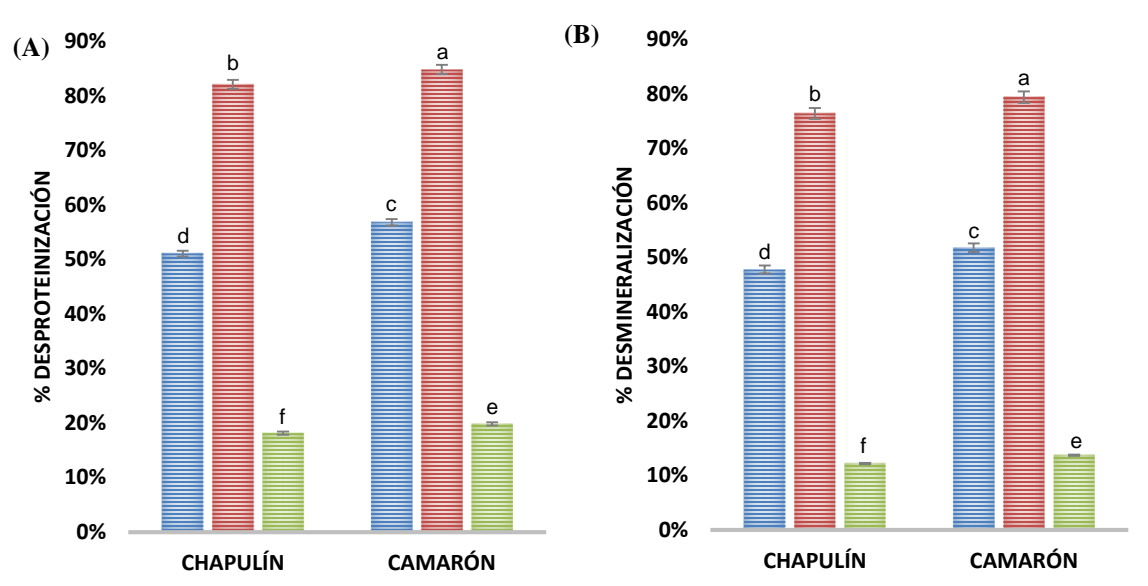 (A)
% DESPROTEINIZACIÓN
90%
80%
70%
60%
50%
40%
30%
20%
10%
0%
d
b
f
c
a
e
CHAPULÍN
CAMARÓN
(B)
% DESMINERALIZACIÓN
90%
80%
70%
60%
50%
40%
30%
20%
10%
0%
d
b
f
c
a
e
CHAPULÍN
CAMARÓN